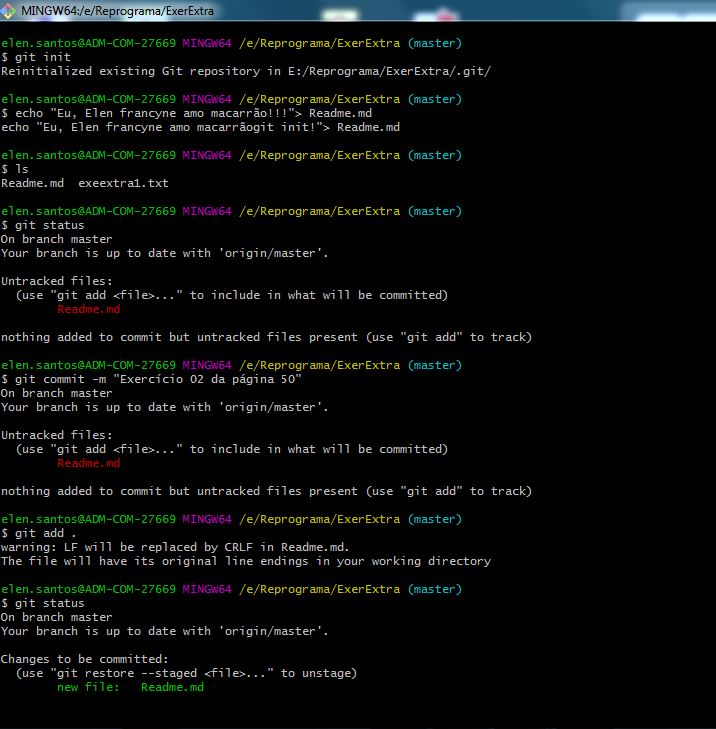 MINGW64:/e/Reprograma/ExerExtra
elen.santos@ADM-COM-27669 MINGW64 /e/Reprograma/ExerExtra (master)
$ git init
Reinitialized existing Git repository in E:/Reprograma/ExerExtra/.git/
elen.santos@ADM-COM-27669 MINGW64 /e/Reprograma/ExerExtra (master)
$ echo "Eu, Elen francyne amo macarrão!!!"> Readme.md
echo "Eu, Elen francyne amo macarrãogit init!"> Readme.md
elen.santos@ADM-COM-27669 MINGW64 /e/Reprograma/ExerExtra (master)
$ ls
Readme.md  exeextra1.txt
elen.santos@ADM-COM-27669 MINGW64 /e/Reprograma/ExerExtra (master)
$ git status
On branch master
Your branch is up to date with 'origin/master'.
Untracked files:
  (use "git add <file>..." to include in what will be committed)
        Readme.md
nothing added to commit but untracked files present (use "git add" to track)
elen.santos@ADM-COM-27669 MINGW64 /e/Reprograma/ExerExtra (master)
$ git commit -m "Exercício 02 da página 50"
On branch master
Your branch is up to date with 'origin/master'.
Untracked files:
  (use "git add <file>..." to include in what will be committed)
        Readme.md
nothing added to commit but untracked files present (use "git add" to track)
elen.santos@ADM-COM-27669 MINGW64 /e/Reprograma/ExerExtra (master)
$ git add .
warning: LF will be replaced by CRLF in Readme.md.
The file will have its original line endings in your working directory
elen.santos@ADM-COM-27669 MINGW64 /e/Reprograma/ExerExtra (master)
$ git status
On branch master
Your branch is up to date with 'origin/master'.
Changes to be committed:
  (use "git restore --staged <file>..." to unstage)
        new file:   Readme.md